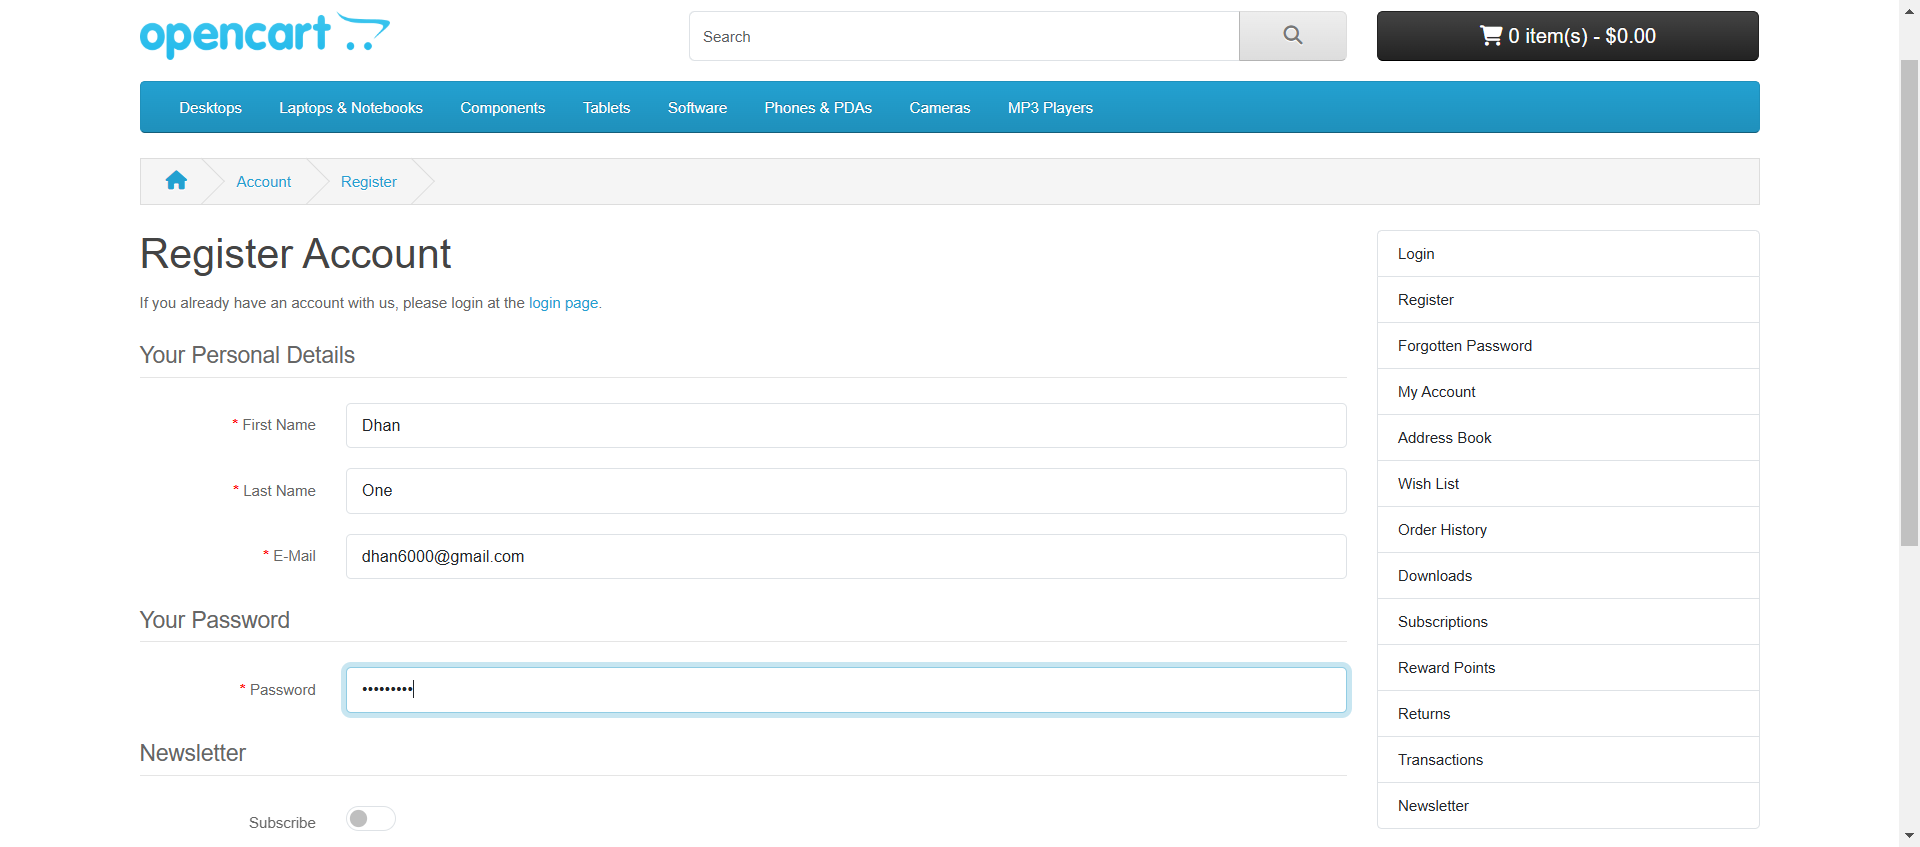 opencart
Search
0 item(s) - $0.00
Desktops Laptops & Notebooks Components Tablets Software Phones & PDAs Cameras MP3 Players
Account Register
Register Account
If you already have an account with us, please login at the login page.
Your Personal Details
* First Name Dhan
* Last Name One
* E-Mail dhan6000@gmail.com
Your Password
* Password •••••••••
Newsletter
Subscribe
Login
Register
Forgotten Password
My Account
Address Book
Wish List
Order History
Downloads
Subscriptions
Reward Points
Returns
Transactions
Newsletter